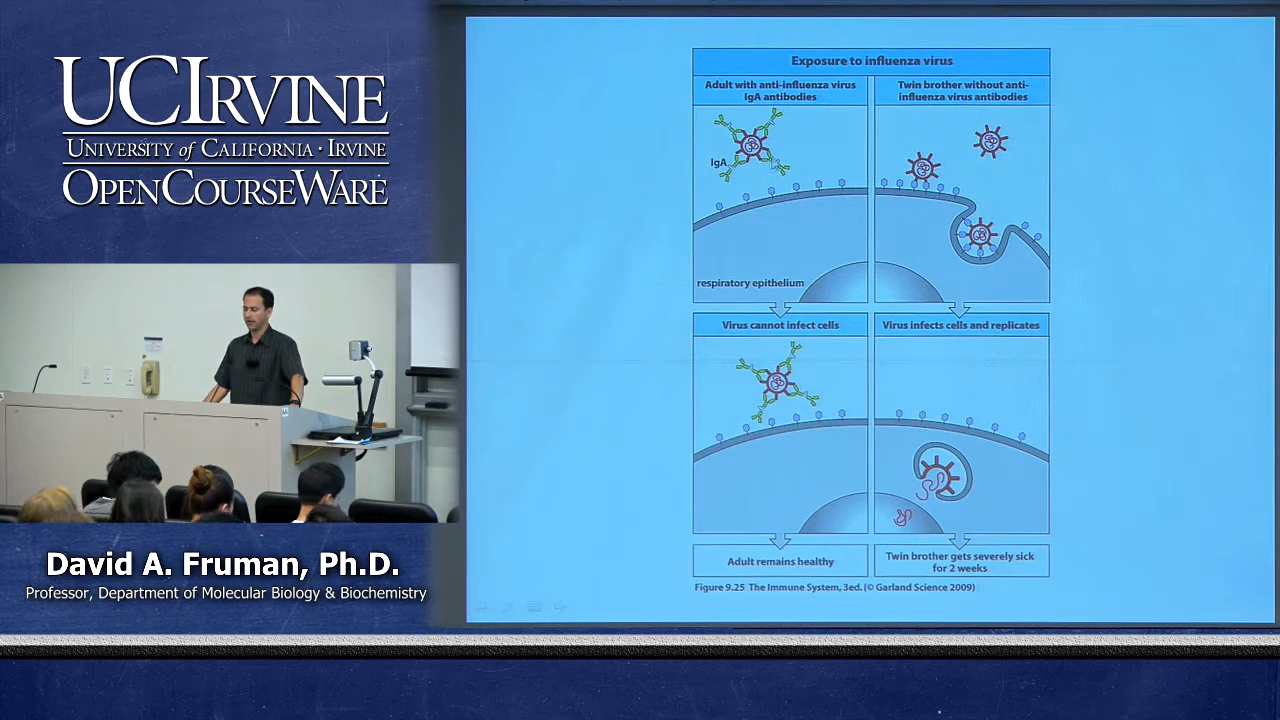 UCIRVINE
UNIVERSITY of CALIFORNIA · IRVINE
OPENCOURSEWARE
David A. Fruman, Ph.D.
Professor, Department of Molecular Biology & Biochemistry
Exposure to influenza virus
Adult with anti-influenza virus
IgA antibodies
Twin brother without anti-
influenza virus antibodies
IgA
respiratory epithelium
Virus cannot infect cells
Virus infects cells and replicates
Adult remains healthy
Twin brother gets severely sick
for 2 weeks
Figure 9.25 The Immune System, 3ed. (© Garland Science 2009)